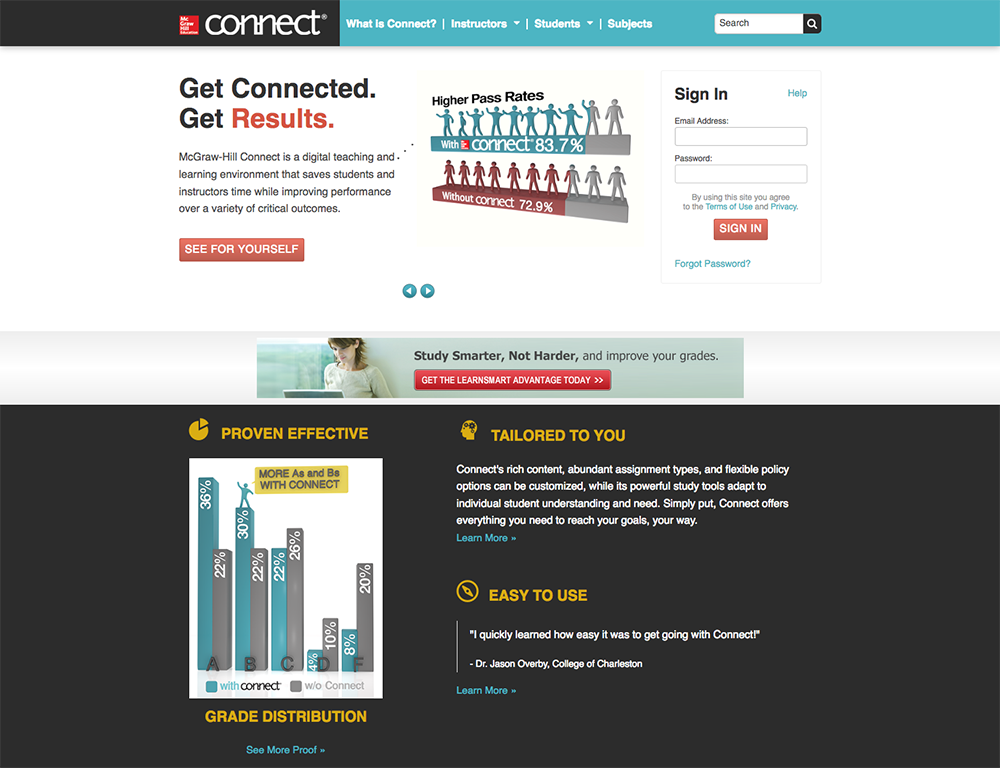 Mc Graw Hill Education connect®
What Is Connect? | Instructors | Students | Subjects
Search
Get Connected.
Get Results.
McGraw-Hill Connect is a digital teaching and
learning environment that saves students and
instructors time while improving performance
over a variety of critical outcomes.
SEE FOR YOURSELF
Higher Pass Rates
With connect® 83.7%
Without connect 72.9%
Sign In
Help
Email Address:
Password:
By using this site you agree
to the Terms of Use and Privacy.
SIGN IN
Forgot Password?
Study Smarter, Not Harder, and improve your grades.
GET THE LEARNSMART ADVANTAGE TODAY >>
PROVEN EFFECTIVE
MORE As and Bs
WITH CONNECT
36%
22%
30%
22%
22%
26%
4%
10%
8%
20%
A B C D F
with connect® w/o Connect
GRADE DISTRIBUTION
See More Proof »
TAILORED TO YOU
Connect's rich content, abundant assignment types, and flexible policy
options can be customized, while its powerful study tools adapt to
individual student understanding and need. Simply put, Connect offers
everything you need to reach your goals, your way.
Learn More »
EASY TO USE
"I quickly learned how easy it was to get going with Connect!"
- Dr. Jason Overby, College of Charleston
Learn More »